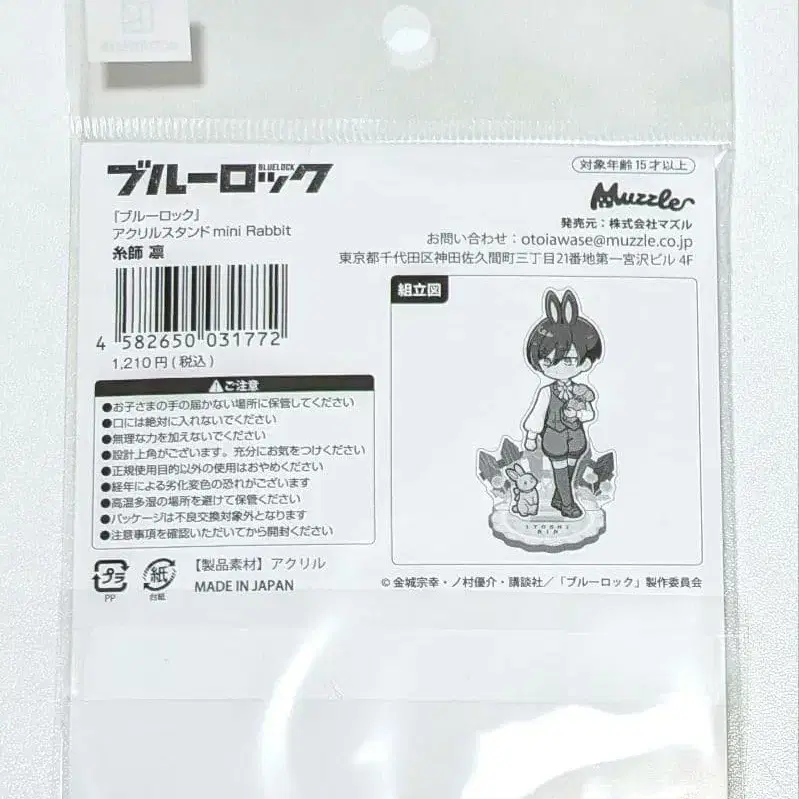 ブルーロック
BLUELOCK
「ブルーロック」
アクリルスタンド mini Rabbit
糸師 凛
4 582650 031772
1,210円(税込)
対象年齢15才以上
Muzzle
発売元:株式会社マズル
お問い合わせ:otoiawase@muzzle.co.jp
東京都千代田区神田佐久間町三丁目21番地第一宮沢ビル 4F
ご注意
●お子さまの手の届かない場所に保管してください
●口には絶対に入れないでください
●無理な力を加えないでください
●設計上角がございます。充分にお気をつけください
●正規使用目的以外の使用はおやめください
●経年による劣化変色の恐れがございます
●高温多湿の場所を避けて保管ください
●パッケージは不良交換対象外となります
●注意事項を確認いただいてから開封ください
組立図
ITOSHI
RIN
プラ
PP
紙
台紙
【製品素材】アクリル
MADE IN JAPAN
© 金城宗幸・ノ村優介・講談社/「ブルーロック」製作委員会